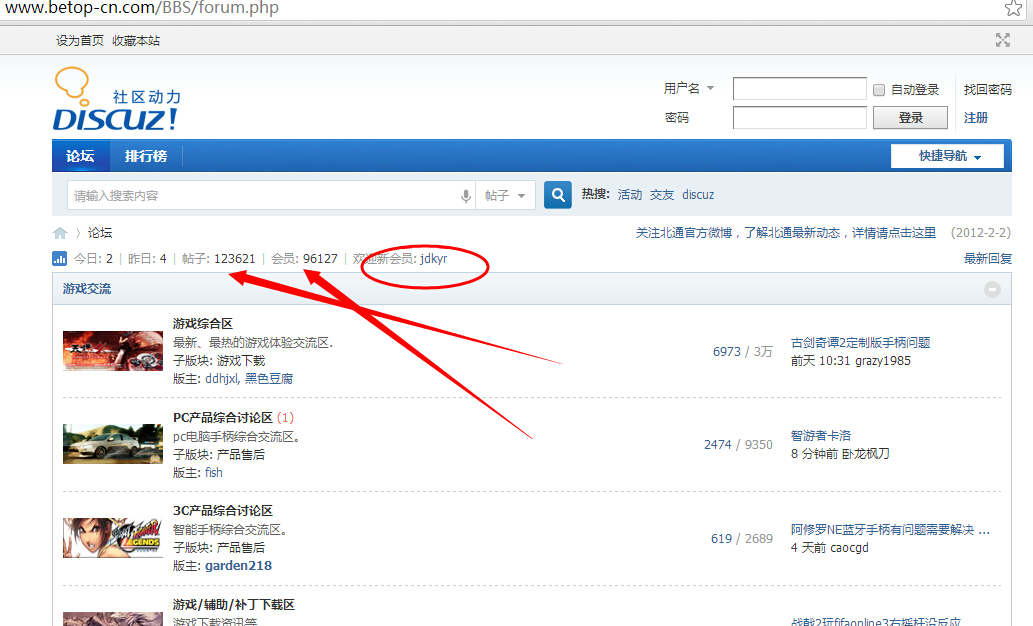 www.betop-cn.com/BBS/forum.php
设为首页 收藏本站
社区动力
DISCUZ!
用户名 自动登录 找回密码
密码 登录 注册
论坛 排行榜 快捷导航
请输入搜索内容 帖子 热搜: 活动 交友 discuz
论坛 关注北通官方微博，了解北通最新动态，详情请点击这里 (2012-2-2)
今日: 2 | 昨日: 4 | 帖子: 123621 | 会员: 96127 | 欢迎新会员: jdkyr 最新回复
游戏交流
游戏综合区
最新、最热的游戏体验交流区.
子版块: 游戏下载
版主: ddhjxl, 黑色豆腐
6973 / 3万
古剑奇谭2定制版手柄问题
前天 10:31 grazy1985
PC产品综合讨论区 (1)
pc电脑手柄综合交流区。
子版块: 产品售后
版主: fish
2474 / 9350
智游者卡洛
8 分钟前 卧龙枫刀
3C产品综合讨论区
智能手柄综合交流区。
子版块: 产品售后
版主: garden218
619 / 2689
阿修罗NE蓝牙手柄有问题需要解决 ...
4 天前 caocgd
LEGENDS
游戏/辅助/补丁下载区
游戏下载资讯等
战戟2玩fifaonline3右摇杆没反应